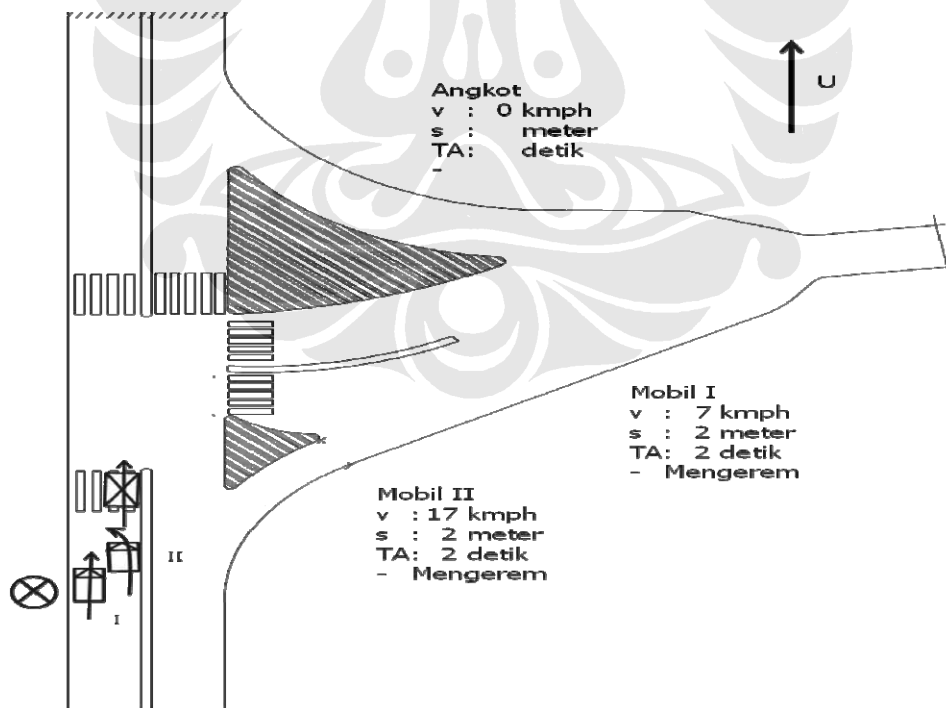 Angkot
v : 0 kmph
s : meter
TA: detik
-
U
Mobil I
v : 7 kmph
s : 2 meter
TA: 2 detik
- Mengerem
Mobil II
v : 17 kmph
s : 2 meter
TA: 2 detik
- Mengerem
II
I